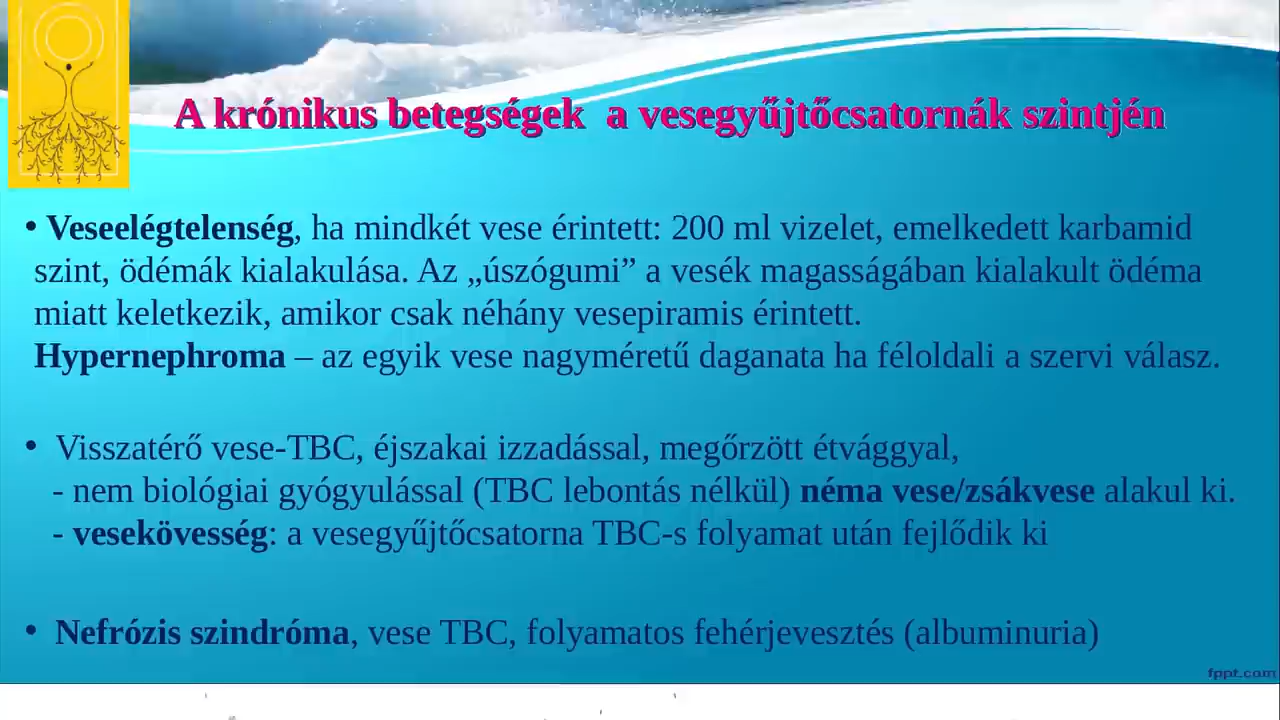 A krónikus betegségek a vesegyűjtőcsatornák szintjén
• Veseelégtelenség, ha mindkét vese érintett: 200 ml vizelet, emelkedett karbamid
szint, ödémák kialakulása. Az „úszógumi” a vesék magasságában kialakult ödéma
miatt keletkezik, amikor csak néhány vesepiramis érintett.
Hypernephroma – az egyik vese nagyméretű daganata ha féloldali a szervi válasz.
• Visszatérő vese-TBC, éjszakai izzadással, megőrzött étvággyal,
- nem biológiai gyógyulással (TBC lebontás nélkül) néma vese/zsákvese alakul ki.
- vesekövesség: a vesegyűjtőcsatorna TBC-s folyamat után fejlődik ki
• Nefrózis szindróma, vese TBC, folyamatos fehérjevesztés (albuminuria)
fppt.com